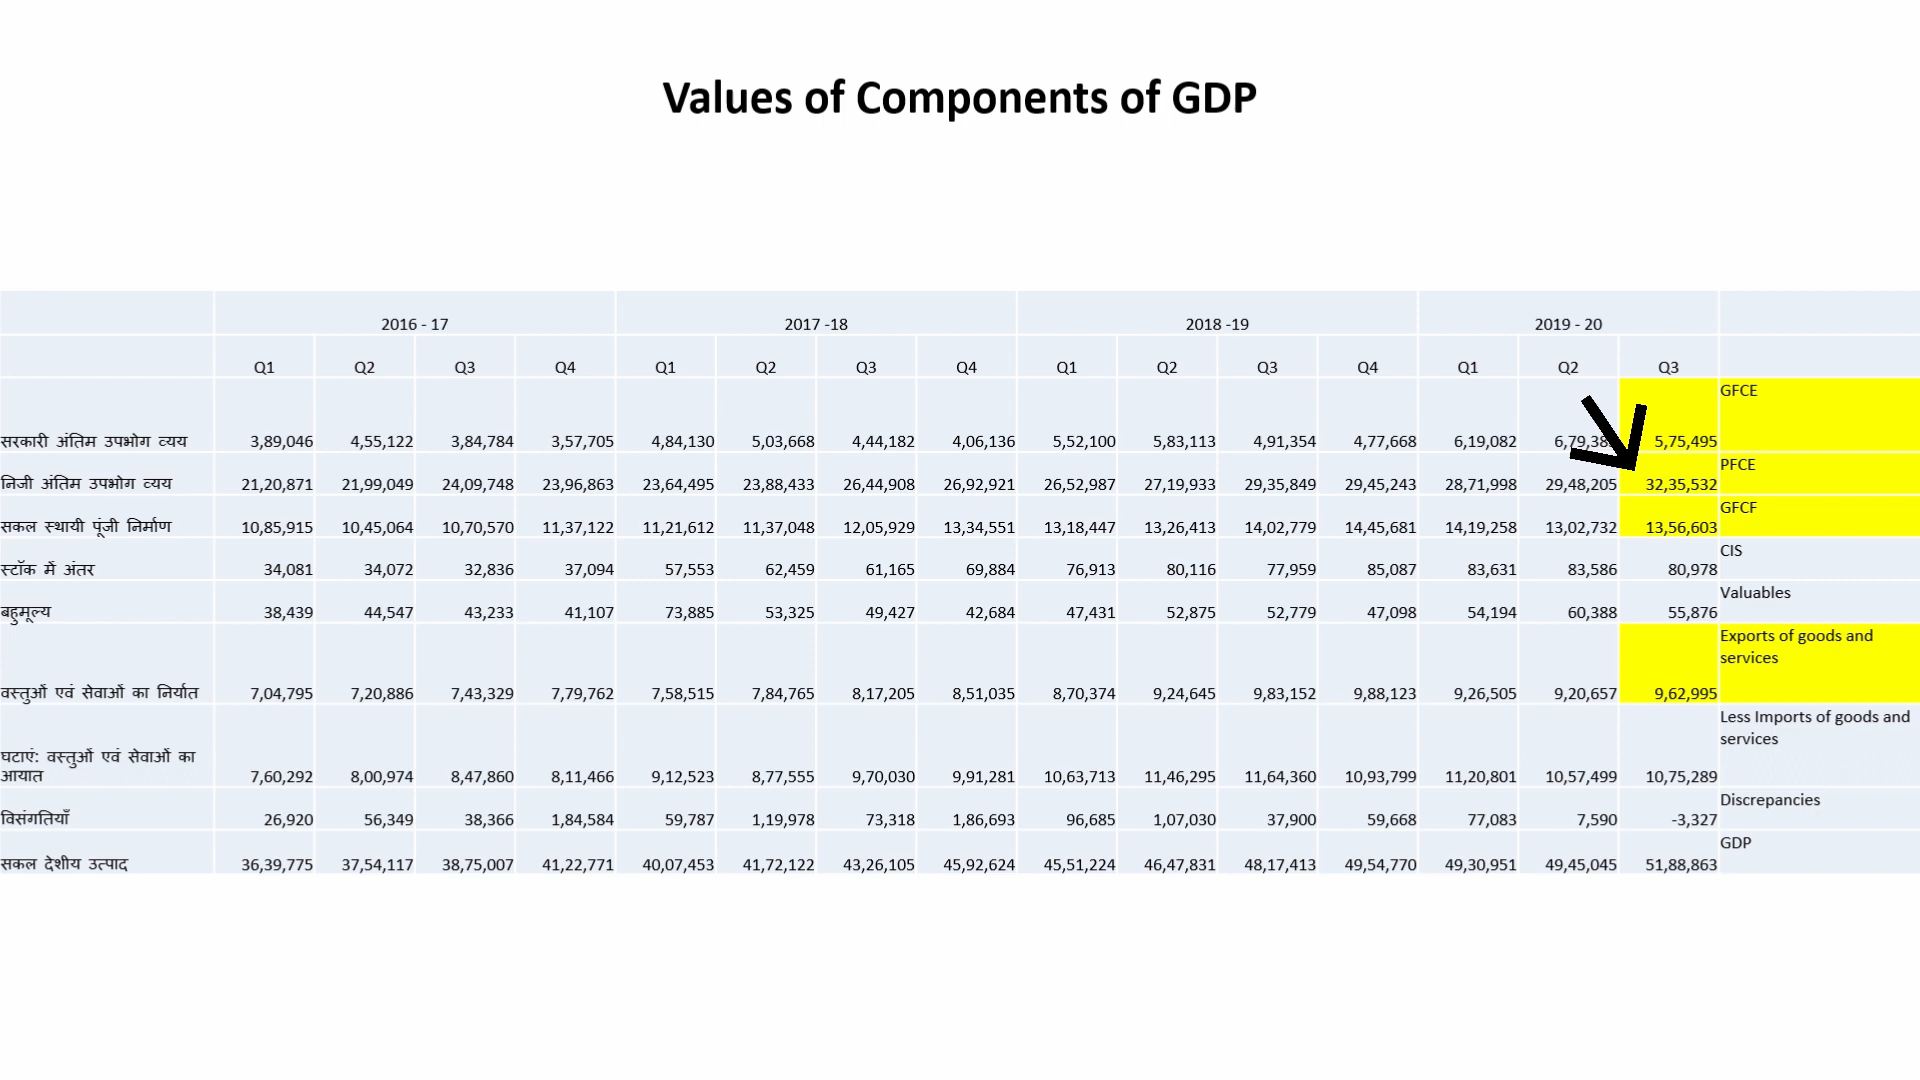 Values of Components of GDP
2016 - 17 2017 -18 2018 -19 2019 - 20
Q1 Q2 Q3 Q4 Q1 Q2 Q3 Q4 Q1 Q2 Q3 Q4 Q1 Q2 Q3
सरकारी अंतिम उपभोग व्यय 3,89,046 4,55,122 3,84,784 3,57,705 4,84,130 5,03,668 4,44,182 4,06,136 5,52,100 5,83,113 4,91,354 4,77,668 6,19,082 5,75,495 GFCE
निजी अंतिम उपभोग व्यय 21,20,871 21,99,049 24,09,748 23,96,863 23,64,495 23,88,433 26,44,908 26,92,921 26,52,987 27,19,933 29,35,849 29,45,243 28,71,998 29,48,205 32,35,532 PFCE
सकल स्थायी पूंजी निर्माण 10,85,915 10,45,064 10,70,570 11,37,122 11,21,612 11,37,048 12,05,929 13,34,551 13,18,447 13,26,413 14,02,779 14,45,681 14,19,258 13,02,732 13,56,603 GFCF
स्टॉक में अंतर 34,081 34,072 32,836 37,094 57,553 62,459 61,165 69,884 76,913 80,116 77,959 85,087 83,631 83,586 80,978 CIS
बहुमूल्य 38,439 44,547 43,233 41,107 73,885 53,325 49,427 42,684 47,431 52,875 52,779 47,098 54,194 60,388 55,876 Valuables
वस्तुओं एवं सेवाओं का निर्यात 7,04,795 7,20,886 7,43,329 7,79,762 7,58,515 7,84,765 8,17,205 8,51,035 8,70,374 9,24,645 9,83,152 9,88,123 9,26,505 9,20,657 9,62,995 Exports of goods and
services
घटाएं: वस्तुओं एवं सेवाओं का
आयात 7,60,292 8,00,974 8,47,860 8,11,466 9,12,523 8,77,555 9,70,030 9,91,281 10,63,713 11,46,295 11,64,360 10,93,799 11,20,801 10,57,499 10,75,289 Less Imports of goods and
services
विसंगतियाँ 26,920 56,349 38,366 1,84,584 59,787 1,19,978 73,318 1,86,693 96,685 1,07,030 37,900 59,668 77,083 7,590 -3,327 Discrepancies
सकल देशीय उत्पाद 36,39,775 37,54,117 38,75,007 41,22,771 40,07,453 41,72,122 43,26,105 45,92,624 45,51,224 46,47,831 48,17,413 49,54,770 49,30,951 49,45,045 51,88,863 GDP